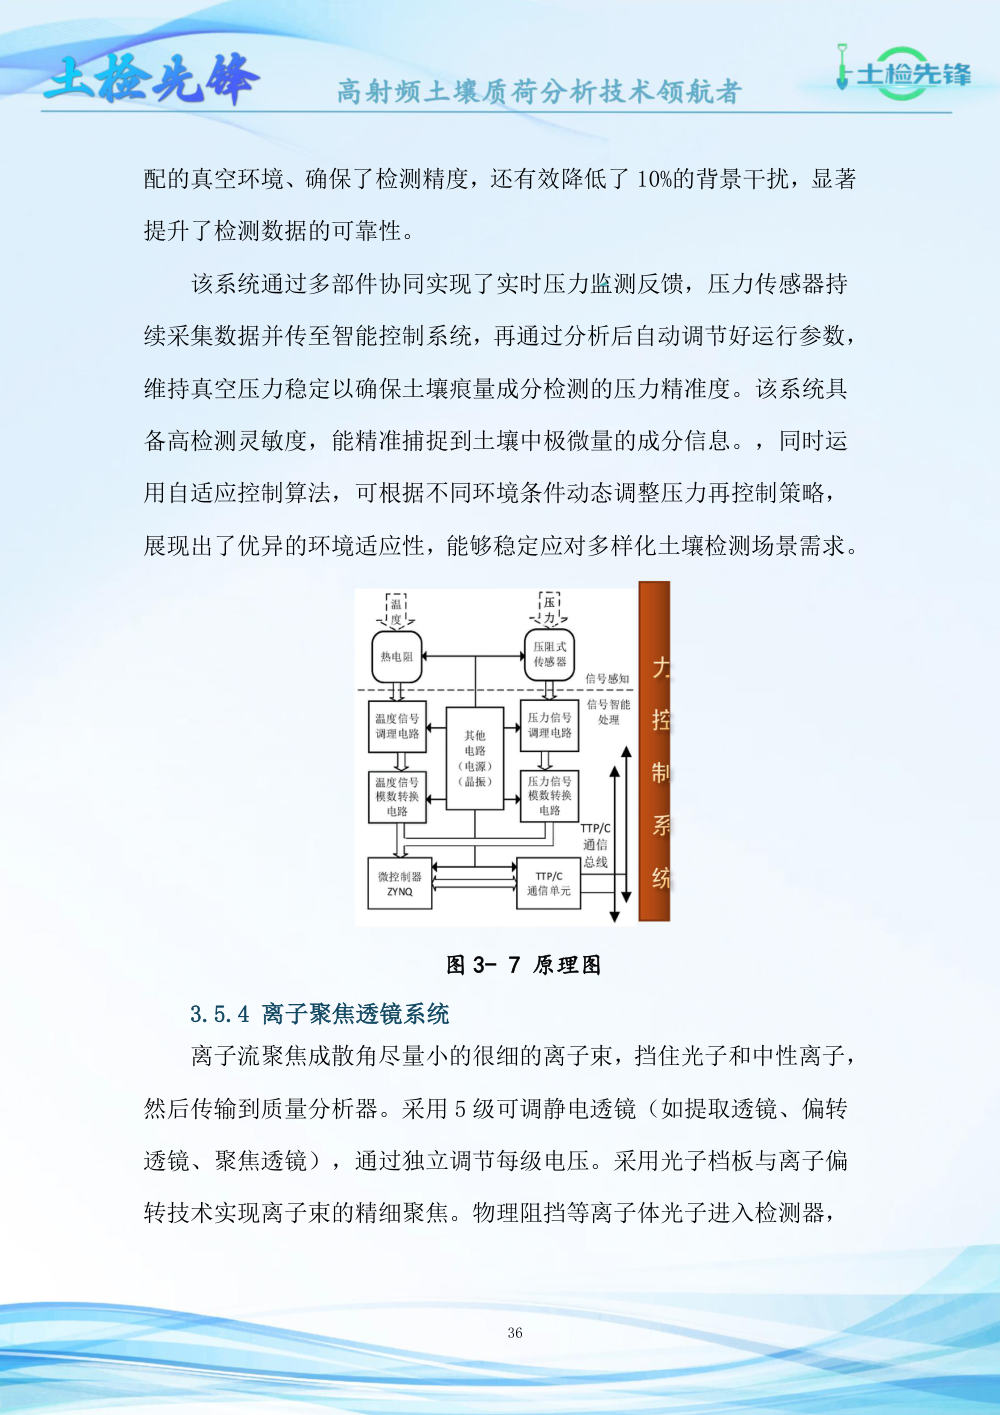 土检先锋
高射频土壤质荷分析技术领航者
土检先锋
配的真空环境、确保了检测精度，还有效降低了 10%的背景干扰，显著
提升了检测数据的可靠性。
该系统通过多部件协同实现了实时压力监测反馈，压力传感器持
续采集数据并传至智能控制系统，再通过分析后自动调节好运行参数，
维持真空压力稳定以确保土壤痕量成分检测的压力精准度。该系统具
备高检测灵敏度，能精准捕捉到土壤中极微量的成分信息。，同时运
用自适应控制算法，可根据不同环境条件动态调整压力再控制策略，
展现出了优异的环境适应性，能够稳定应对多样化土壤检测场景需求。
温
度
压
力
热电阻
压阻式
传感器
信号感知
信号智能
处理
温度信号
调理电路
其他
电路
（电源）
（晶振）
压力信号
调理电路
温度信号
模数转换
电路
压力信号
模数转换
电路
TTP/C
通信
总线
微控制器
ZYNQ
TTP/C
通信单元
力
控
制
系
统
图 3- 7 原理图
3.5.4 离子聚焦透镜系统
离子流聚焦成散角尽量小的很细的离子束，挡住光子和中性离子，
然后传输到质量分析器。采用 5 级可调静电透镜（如提取透镜、偏转
透镜、聚焦透镜），通过独立调节每级电压。采用光子档板与离子偏
转技术实现离子束的精细聚焦。物理阻挡等离子体光子进入检测器，
36